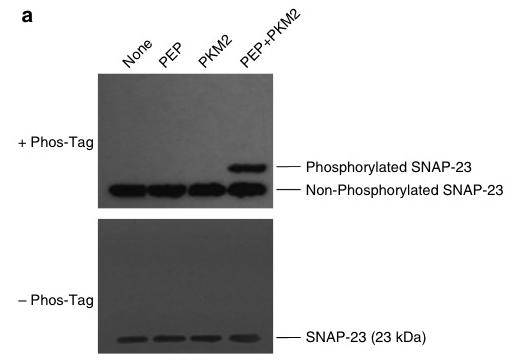 a
None PEP PKM2 PEP+PKM2
+ Phos-Tag
Phosphorylated SNAP-23
Non-Phosphorylated SNAP-23
– Phos-Tag
SNAP-23 (23 kDa)